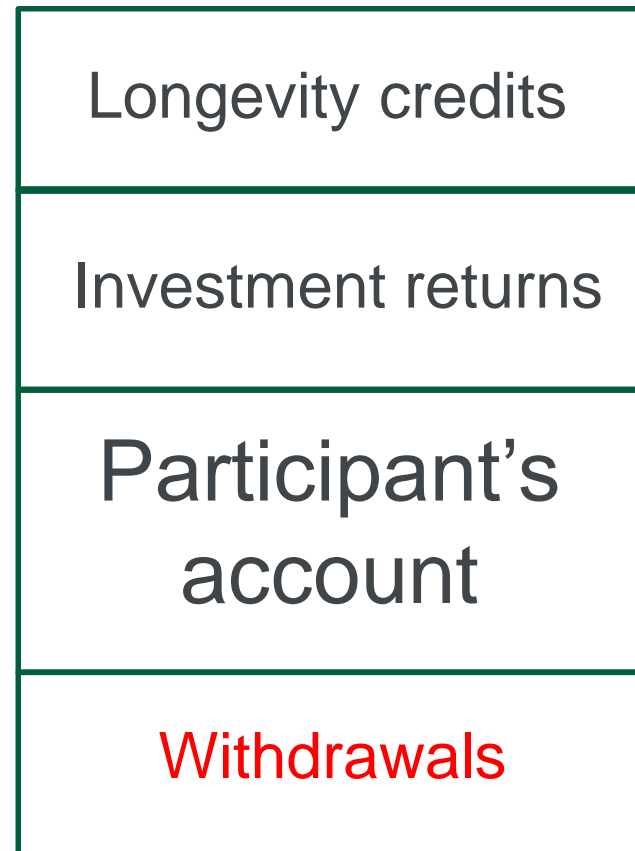 Longevity credits
Investment returns
Participant’s
account
Withdrawals